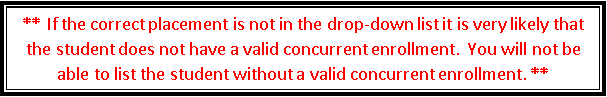 ** If the correct placement is not in the drop-down list it is very likely that
the student does not have a valid concurrent enrollment. You will not be
able to list the student without a valid concurrent enrollment. **